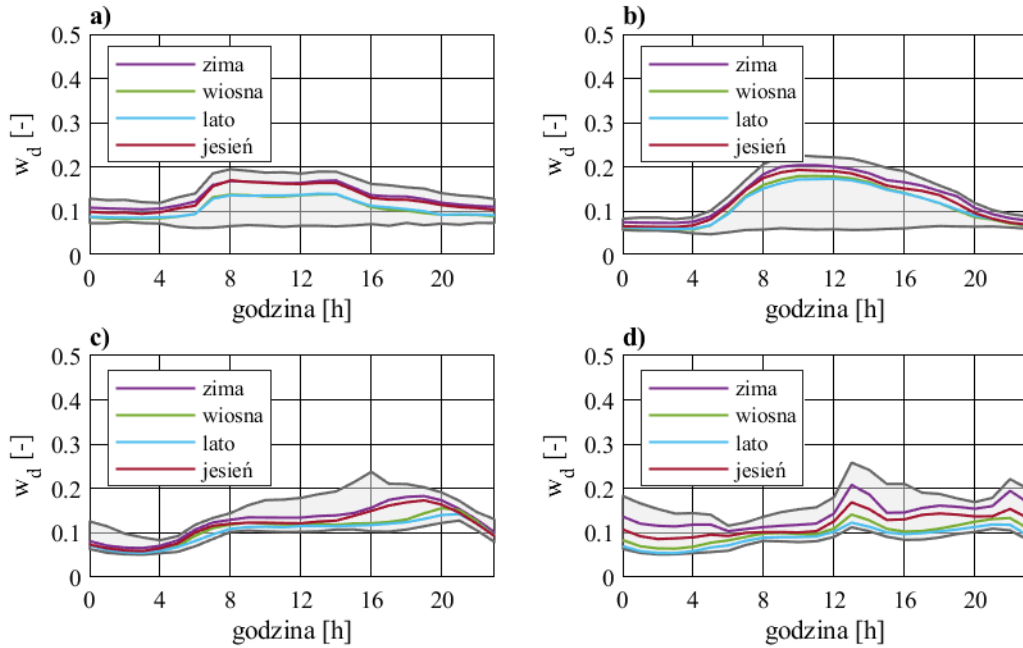 a)
0.5
0.4
0.3
0.2
0.1
0
w_d [-]
zima
wiosna
lato
jesień
0 4 8 12 16 20
godzina [h]
b)
0.5
0.4
0.3
0.2
0.1
0
w_d [-]
zima
wiosna
lato
jesień
0 4 8 12 16 20
godzina [h]
c)
0.5
0.4
0.3
0.2
0.1
0
w_d [-]
zima
wiosna
lato
jesień
0 4 8 12 16 20
godzina [h]
d)
0.5
0.4
0.3
0.2
0.1
0
w_d [-]
zima
wiosna
lato
jesień
0 4 8 12 16 20
godzina [h]